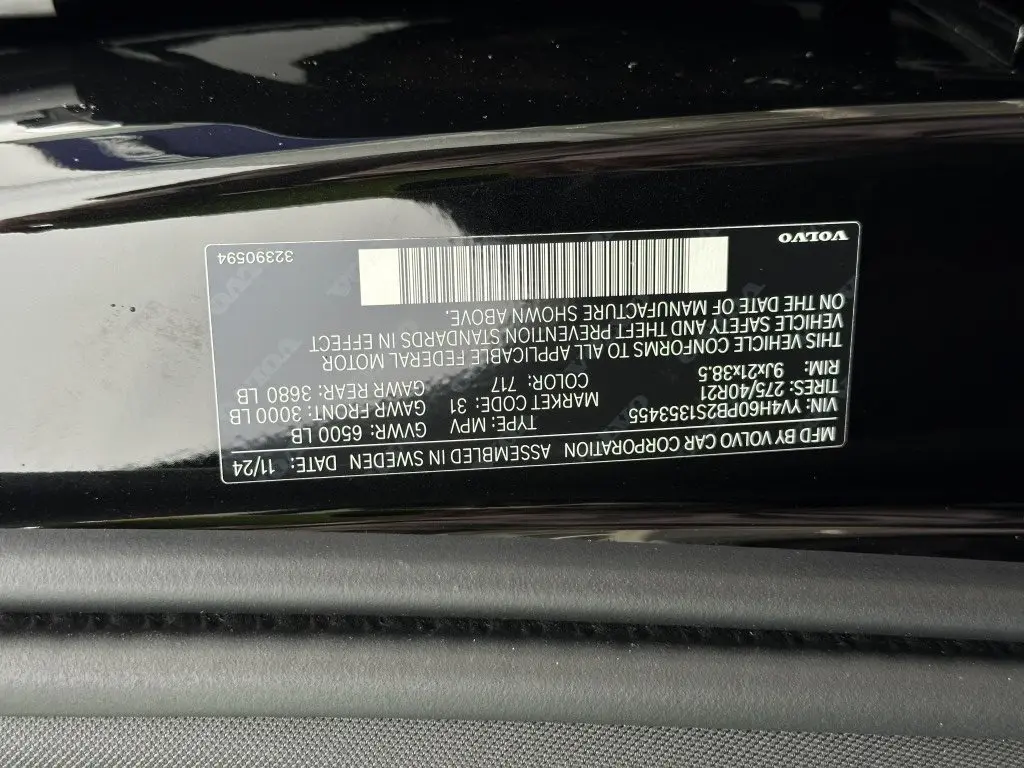 MFD BY VOLVO CAR CORPORATION ASSEMBLED IN SWEDEN DATE: 11/24
VIN: YV4H60PB2S1353455 TYPE: MPV GVWR: 6500 LB
TIRES: 275/40R21 MARKET CODE: 31 GAWR FRONT: 3000 LB
RIM: 9Jx21x38.5 COLOR: 717 GAWR REAR: 3680 LB
THIS VEHICLE CONFORMS TO ALL APPLICABLE FEDERAL MOTOR
VEHICLE SAFETY AND THEFT PREVENTION STANDARDS IN EFFECT
ON THE DATE OF MANUFACTURE SHOWN ABOVE.
VOLVO 32390594